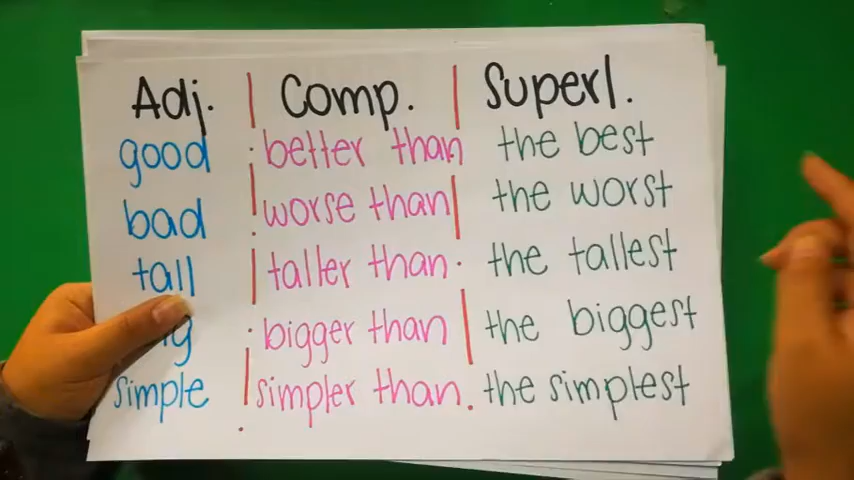 Adj. Comp. Superl.
good better than the best
bad worse than the worst
tall taller than the tallest
bigger than the biggest
simple simpler than the simplest